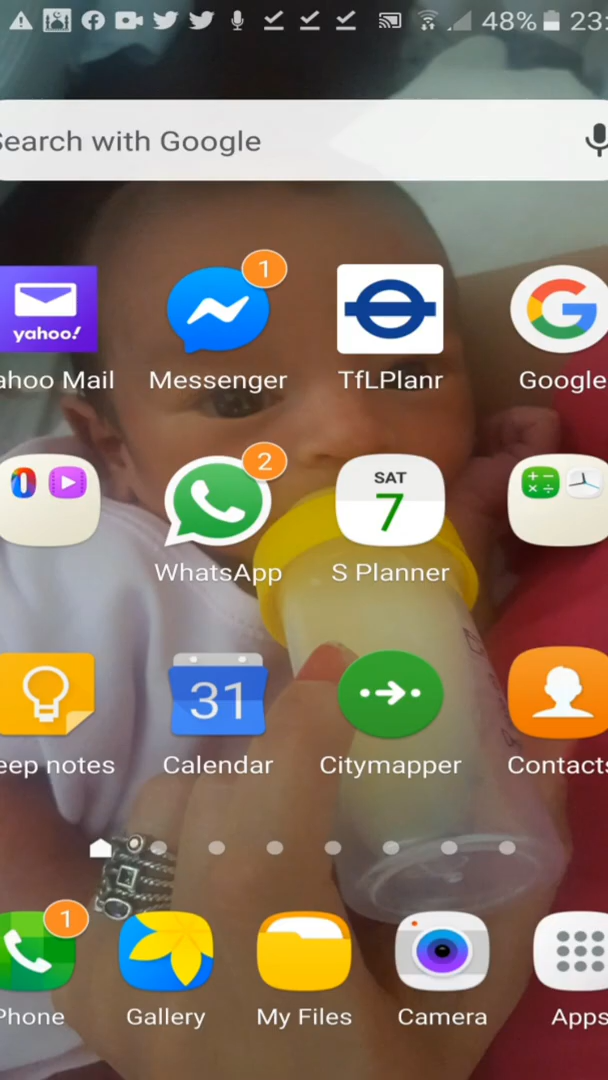 48% 23:
Search with Google
yahoo!
1
ahoo Mail Messenger TfLPlanr Google
2
SAT
7
WhatsApp S Planner
31
eep notes Calendar Citymapper Contacts
1
Phone Gallery My Files Camera Apps